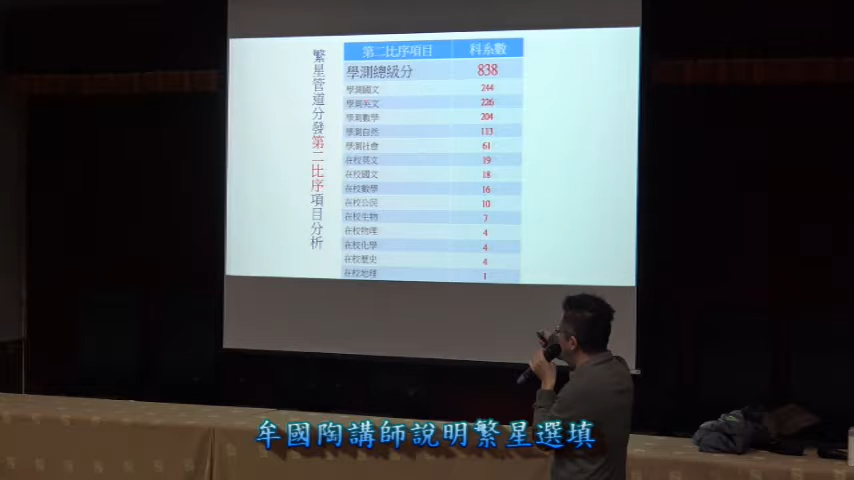 繁星管道分發第二比序項目分析
第二比序項目 科系數
學測總級分 838
學測國文 244
學測英文 226
學測數學 204
學測自然 113
學測社會 61
在校英文 19
在校國文 18
在校數學 16
在校公民 10
在校生物 7
在校物理 4
在校化學 4
在校歷史 4
在校地理 1
牟國陶講師說明繁星選填